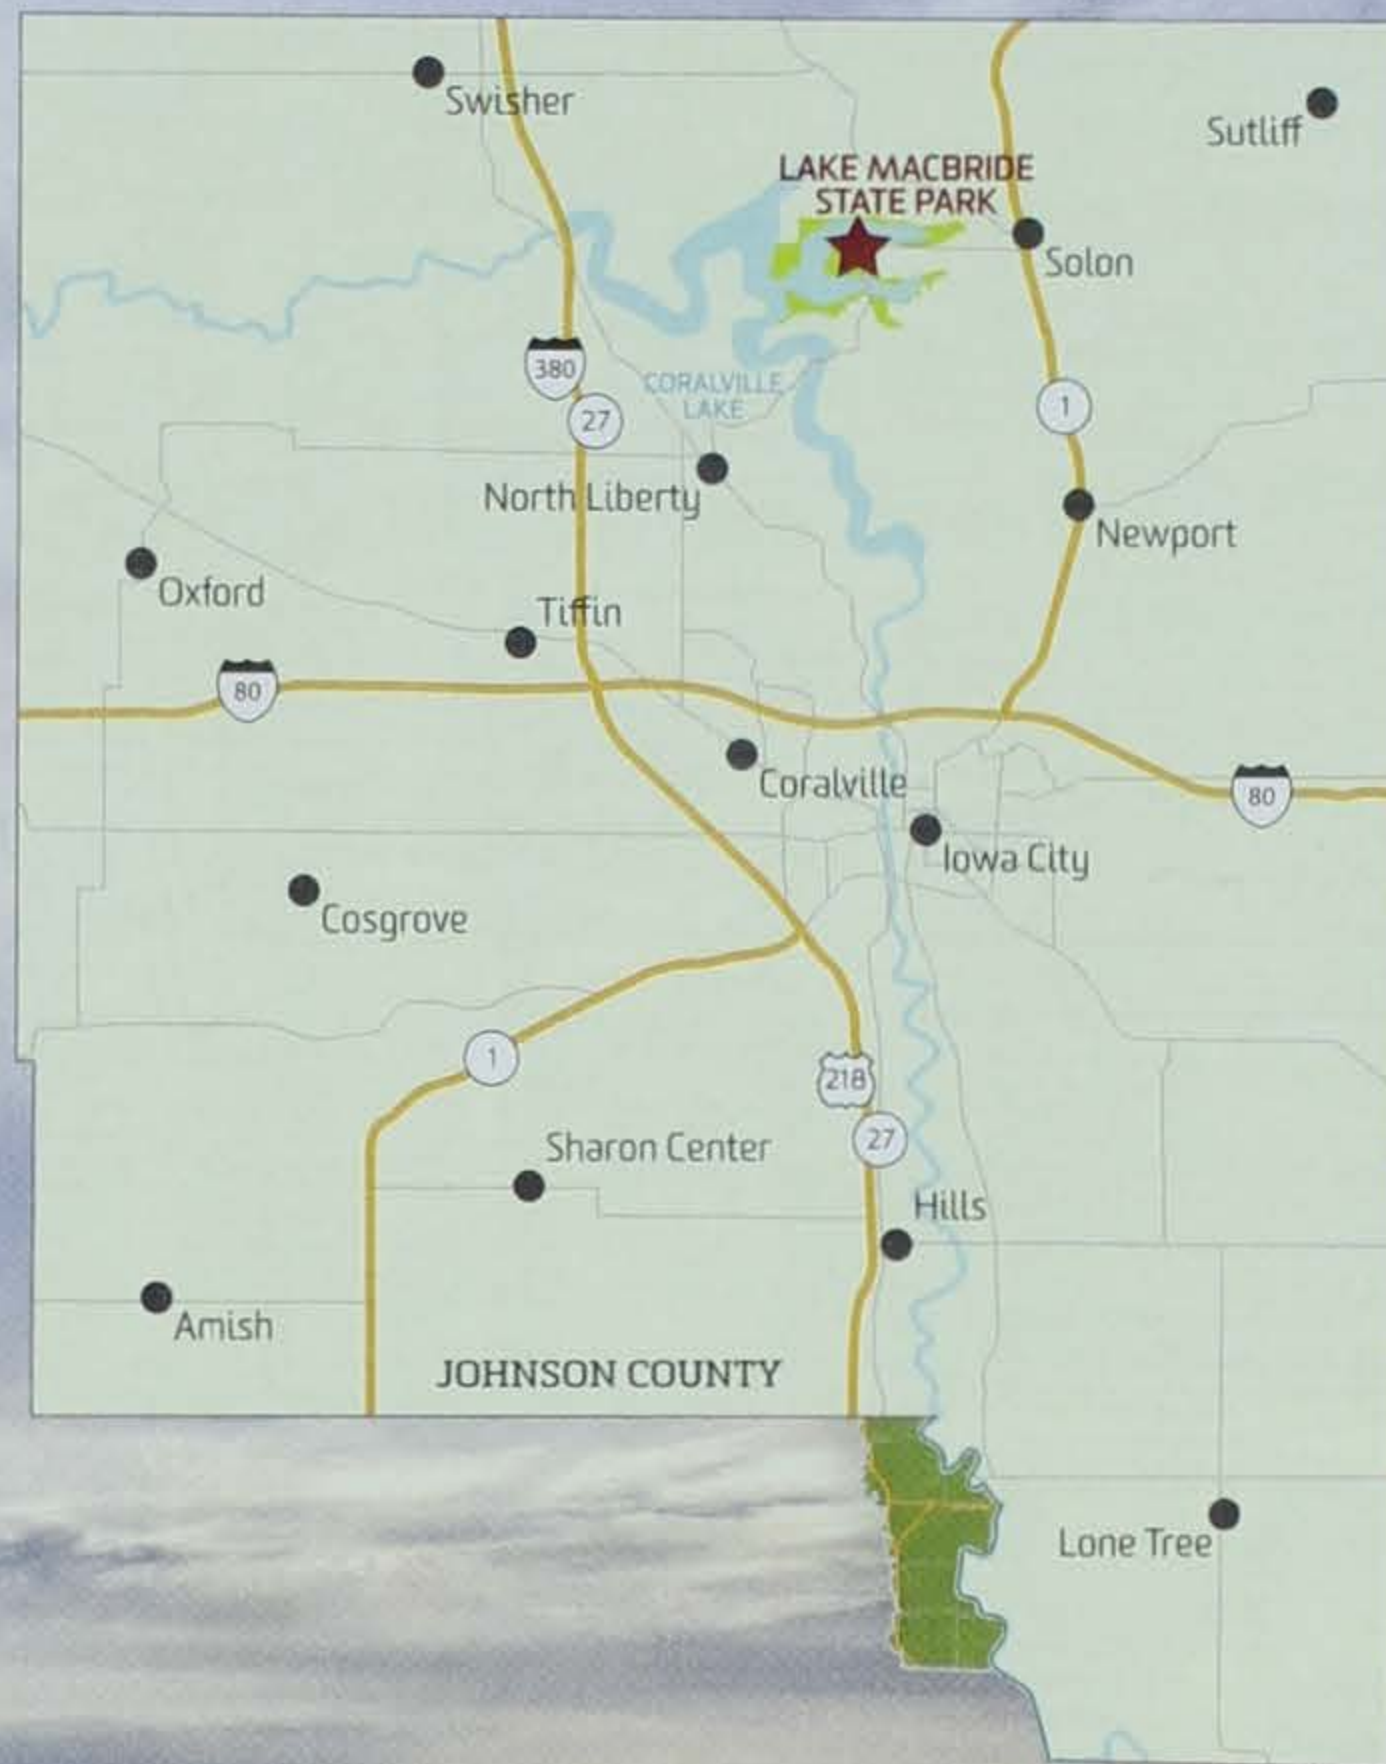 Swisher
Sutliff
LAKE MACBRIDE
STATE PARK
Solon
380
27
CORALVILLE
LAKE
1
North Liberty
Newport
Oxford
Tiffin
80
Coralville
80
Iowa City
Cosgrove
1
218
27
Sharon Center
Hills
Amish
JOHNSON COUNTY
Lone Tree